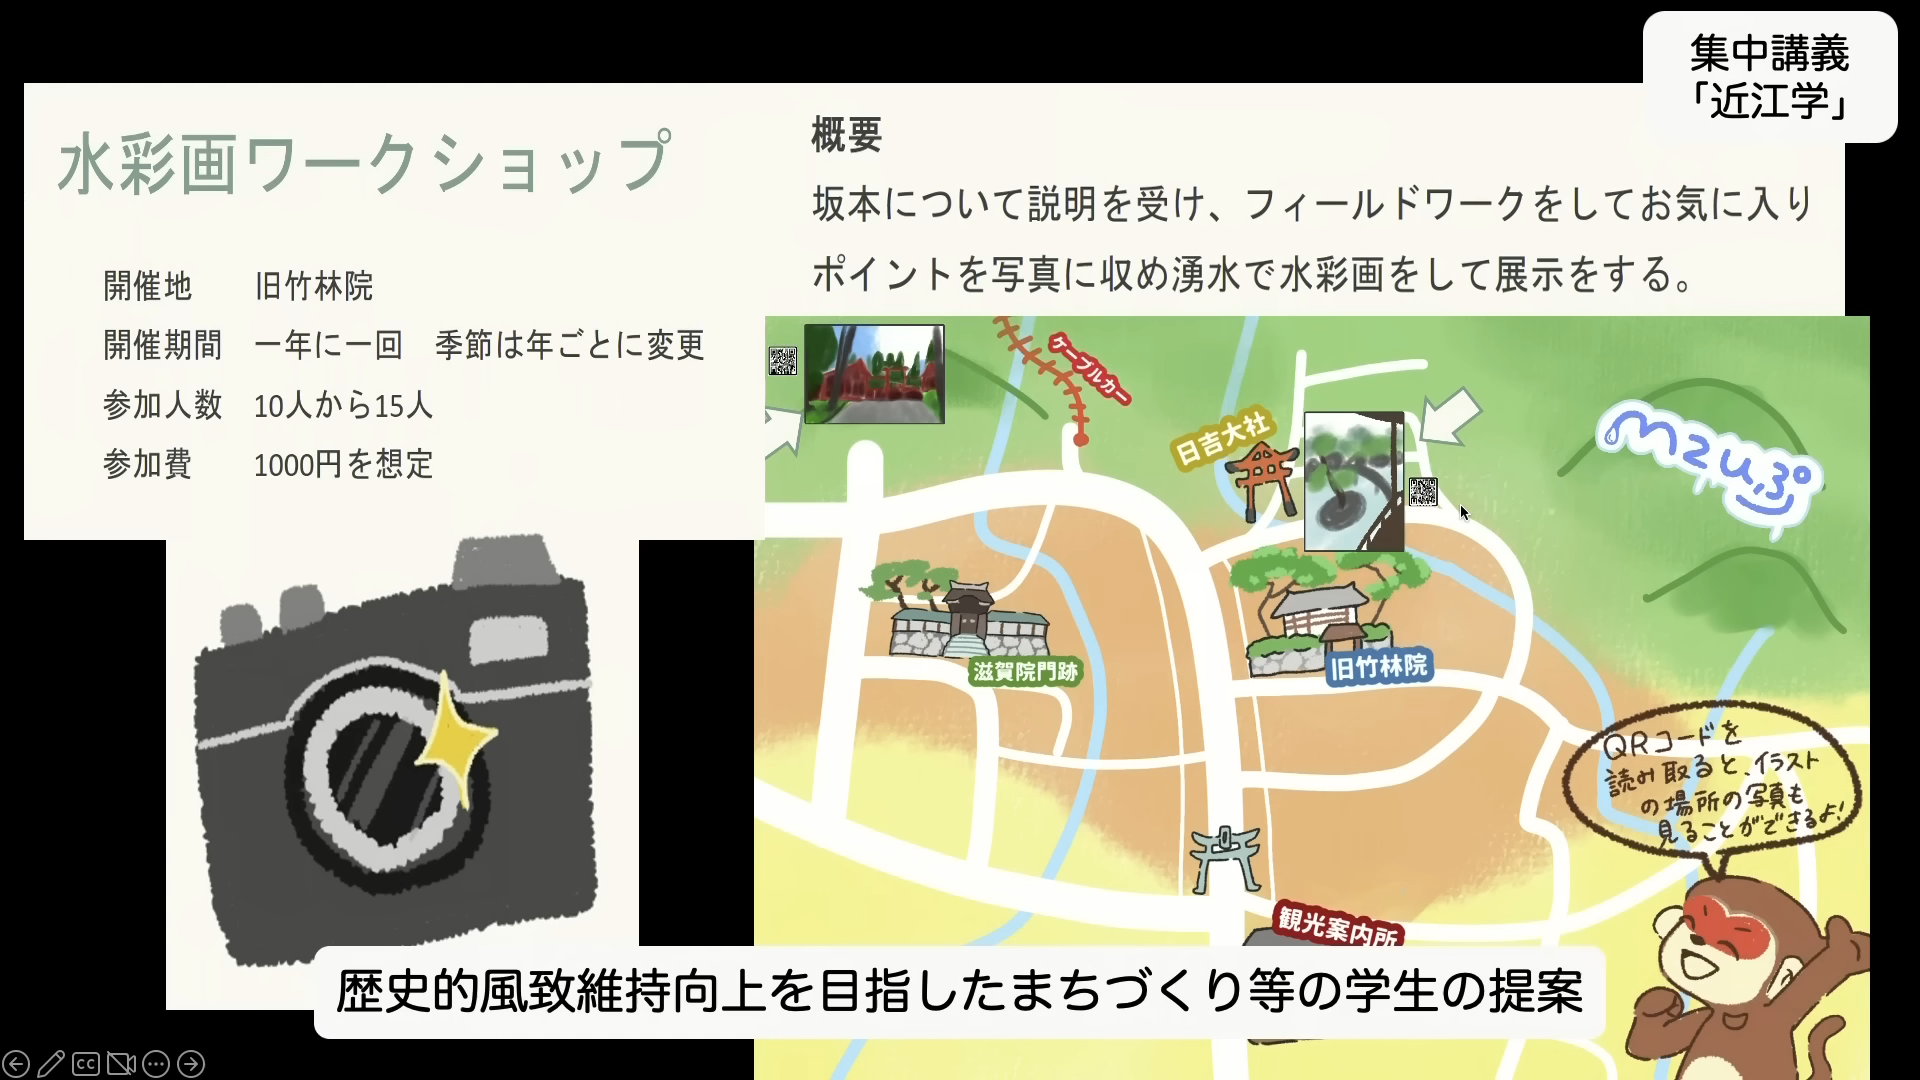 集中講義
「近江学」
水彩画ワークショップ
開催地 旧竹林院
開催期間 一年に一回 季節は年ごとに変更
参加人数 10人から15人
参加費 1000円を想定
概要
坂本について説明を受け、フィールドワークをしてお気に入り
ポイントを写真に収め湧水で水彩画をして展示をする。
ケーブルカー
日吉大社
滋賀院門跡
旧竹林院
QRコードを
読み取ると、イラスト
の場所の写真も
見ることができるよ!
観光案内所
歴史的風致維持向上を目指したまちづくり等の学生の提案
CC